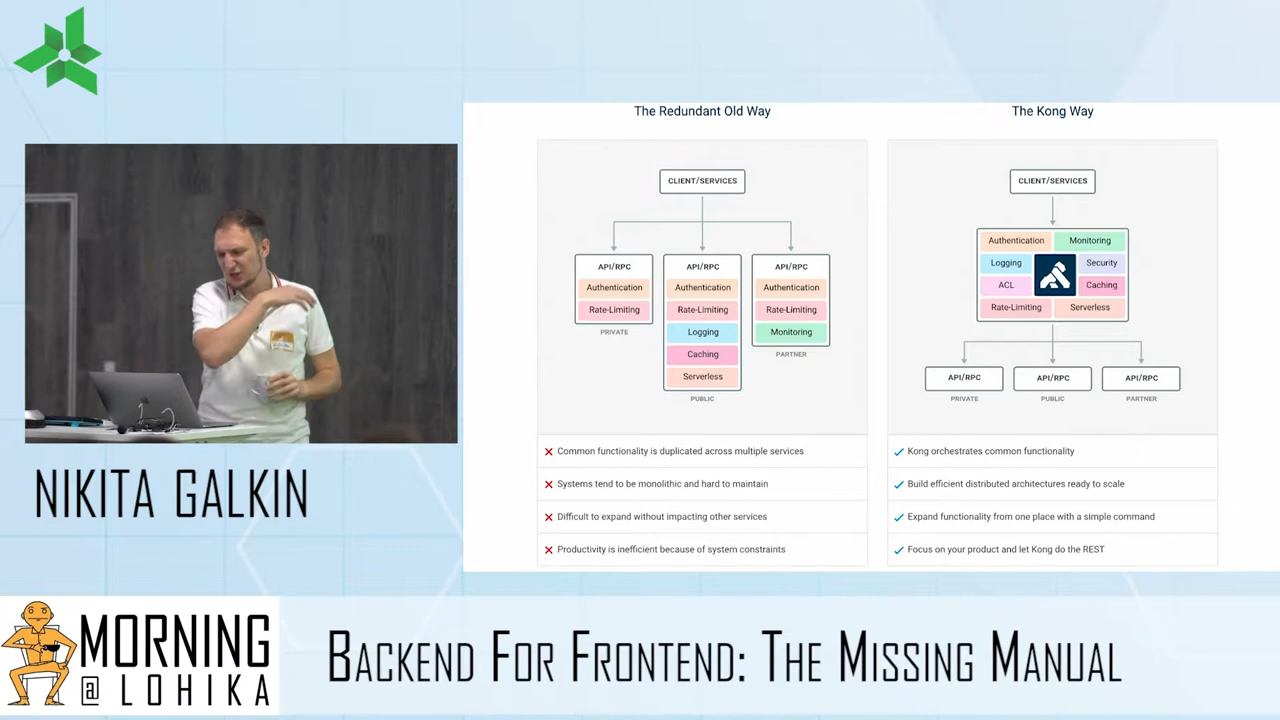 The Redundant Old Way
CLIENT/SERVICES
API/RPC
Authentication
Rate-Limiting
PRIVATE
API/RPC
Authentication
Rate-Limiting
Logging
Caching
Serverless
PUBLIC
API/RPC
Authentication
Rate-Limiting
Monitoring
PARTNER
Common functionality is duplicated across multiple services
Systems tend to be monolithic and hard to maintain
Difficult to expand without impacting other services
Productivity is inefficient because of system constraints
The Kong Way
CLIENT/SERVICES
Authentication
Monitoring
Logging
Security
ACL
Caching
Rate-Limiting
Serverless
API/RPC
PRIVATE
API/RPC
PUBLIC
API/RPC
PARTNER
Kong orchestrates common functionality
Build efficient distributed architectures ready to scale
Expand functionality from one place with a simple command
Focus on your product and let Kong do the REST
NIKITA GALKIN
MORNING
@LOHIKA
BACKEND FOR FRONTEND: THE MISSING MANUAL